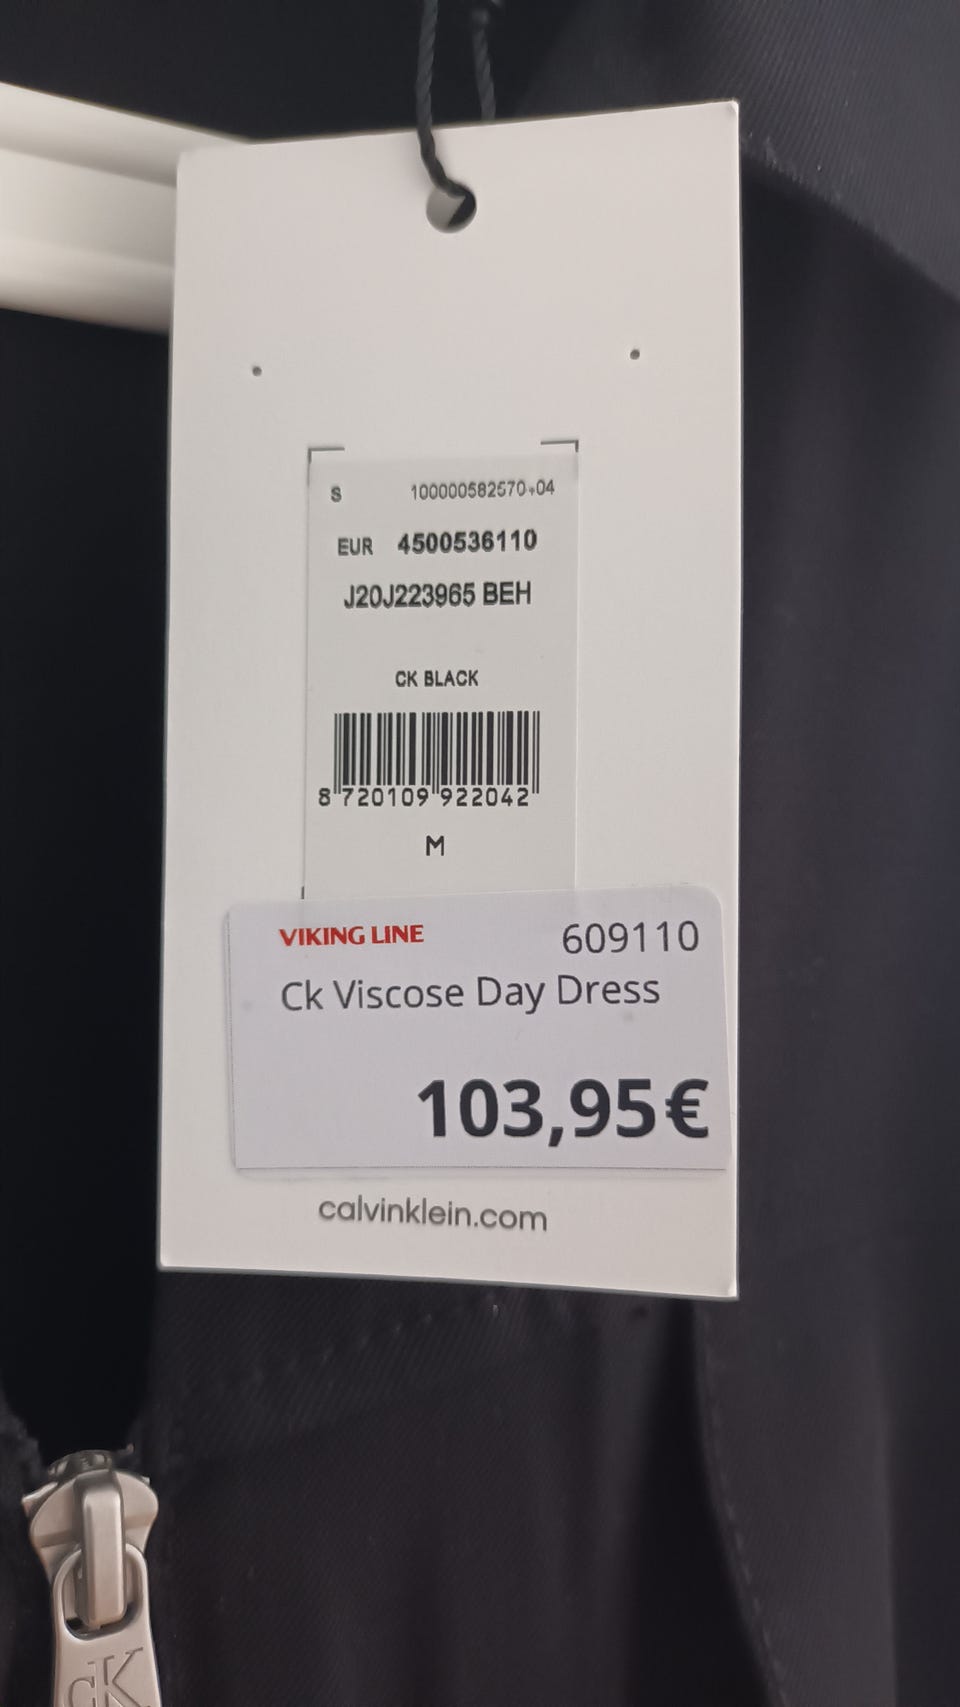 S 100000582570+04
EUR 4500536110
J20J223965 BEH
CK BLACK
8 720109 922042
M
VIKING LINE 609110
Ck Viscose Day Dress
103,95€
calvinklein.com
cK